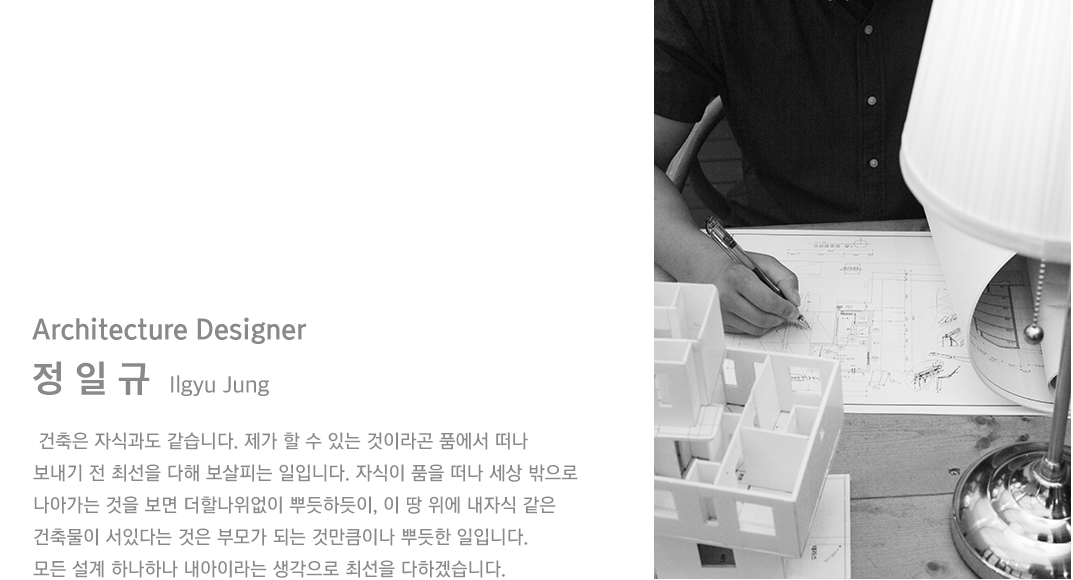 Architecture Designer
정일규 Ilgyu Jung
건축은 자식과도 같습니다. 제가 할 수 있는 것이라곤 품에서 떠나
보내기 전 최선을 다해 보살피는 일입니다. 자식이 품을 떠나 세상 밖으로
나아가는 것을 보면 더할나위없이 뿌듯하듯이, 이 땅 위에 내자식 같은
건축물이 서있다는 것은 부모가 되는 것만큼이나 뿌듯한 일입니다.
모든 설계 하나하나 내아이라는 생각으로 최선을 다하겠습니다.